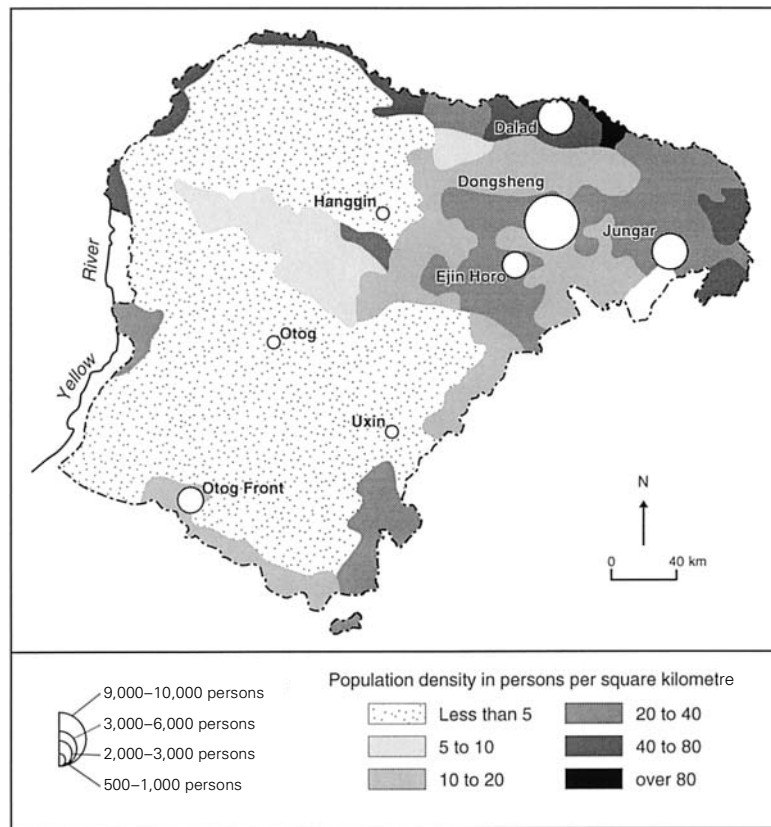 Dalad
Dongsheng
Hanggin
Jungar
River
Ejin Horo
Otog
Yellow
Uxin
Otog Front
N
0 40 km
Population density in persons per square kilometre
9,000–10,000 persons
3,000–6,000 persons
2,000–3,000 persons
500–1,000 persons
Less than 5
5 to 10
10 to 20
20 to 40
40 to 80
over 80